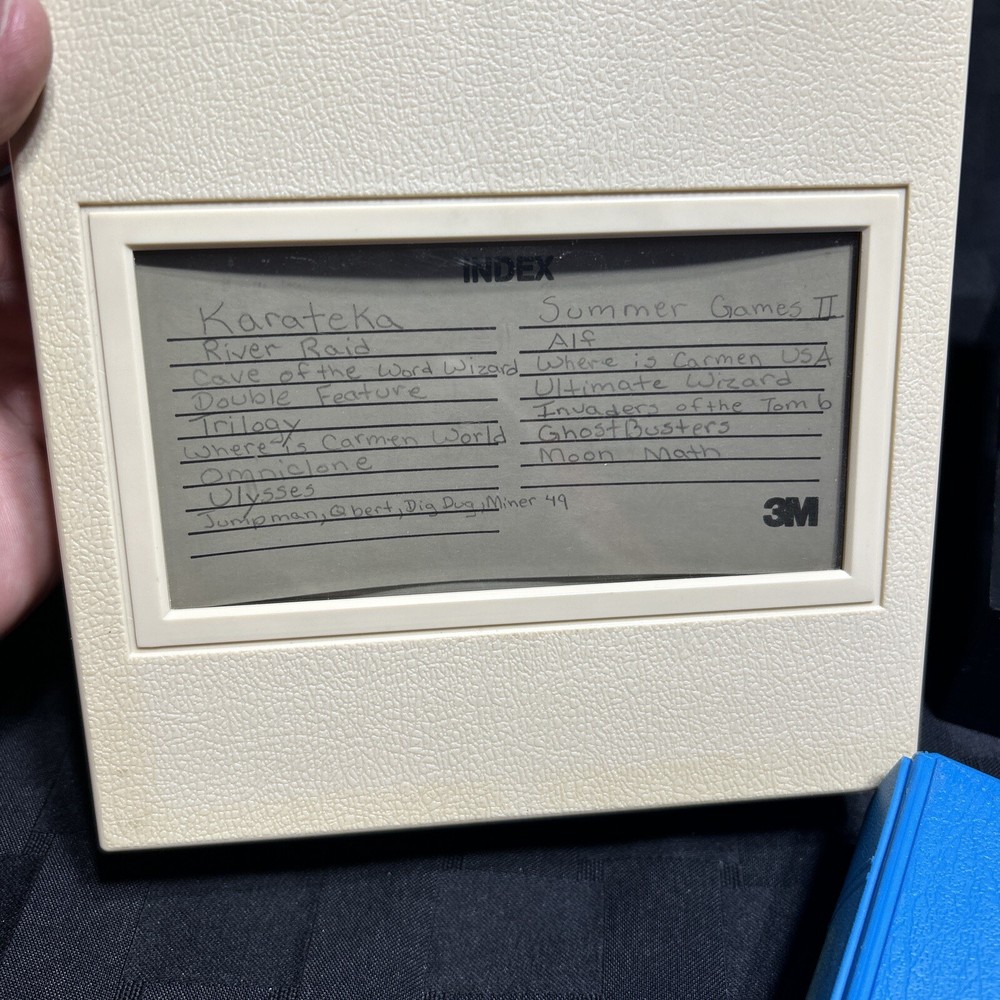 INDEX
Karateka
River Raid
Cave of the Word Wizard
Double Feature
Trilogy
Where is Carmen World
Omniclone
Ulysses
Jumpman, Qbert, Dig Dug, Miner 49
Summer Games II
Alf
Where is Carmen USA
Ultimate Wizard
Invaders of the Tomb
GhostBusters
Moon Math
3M